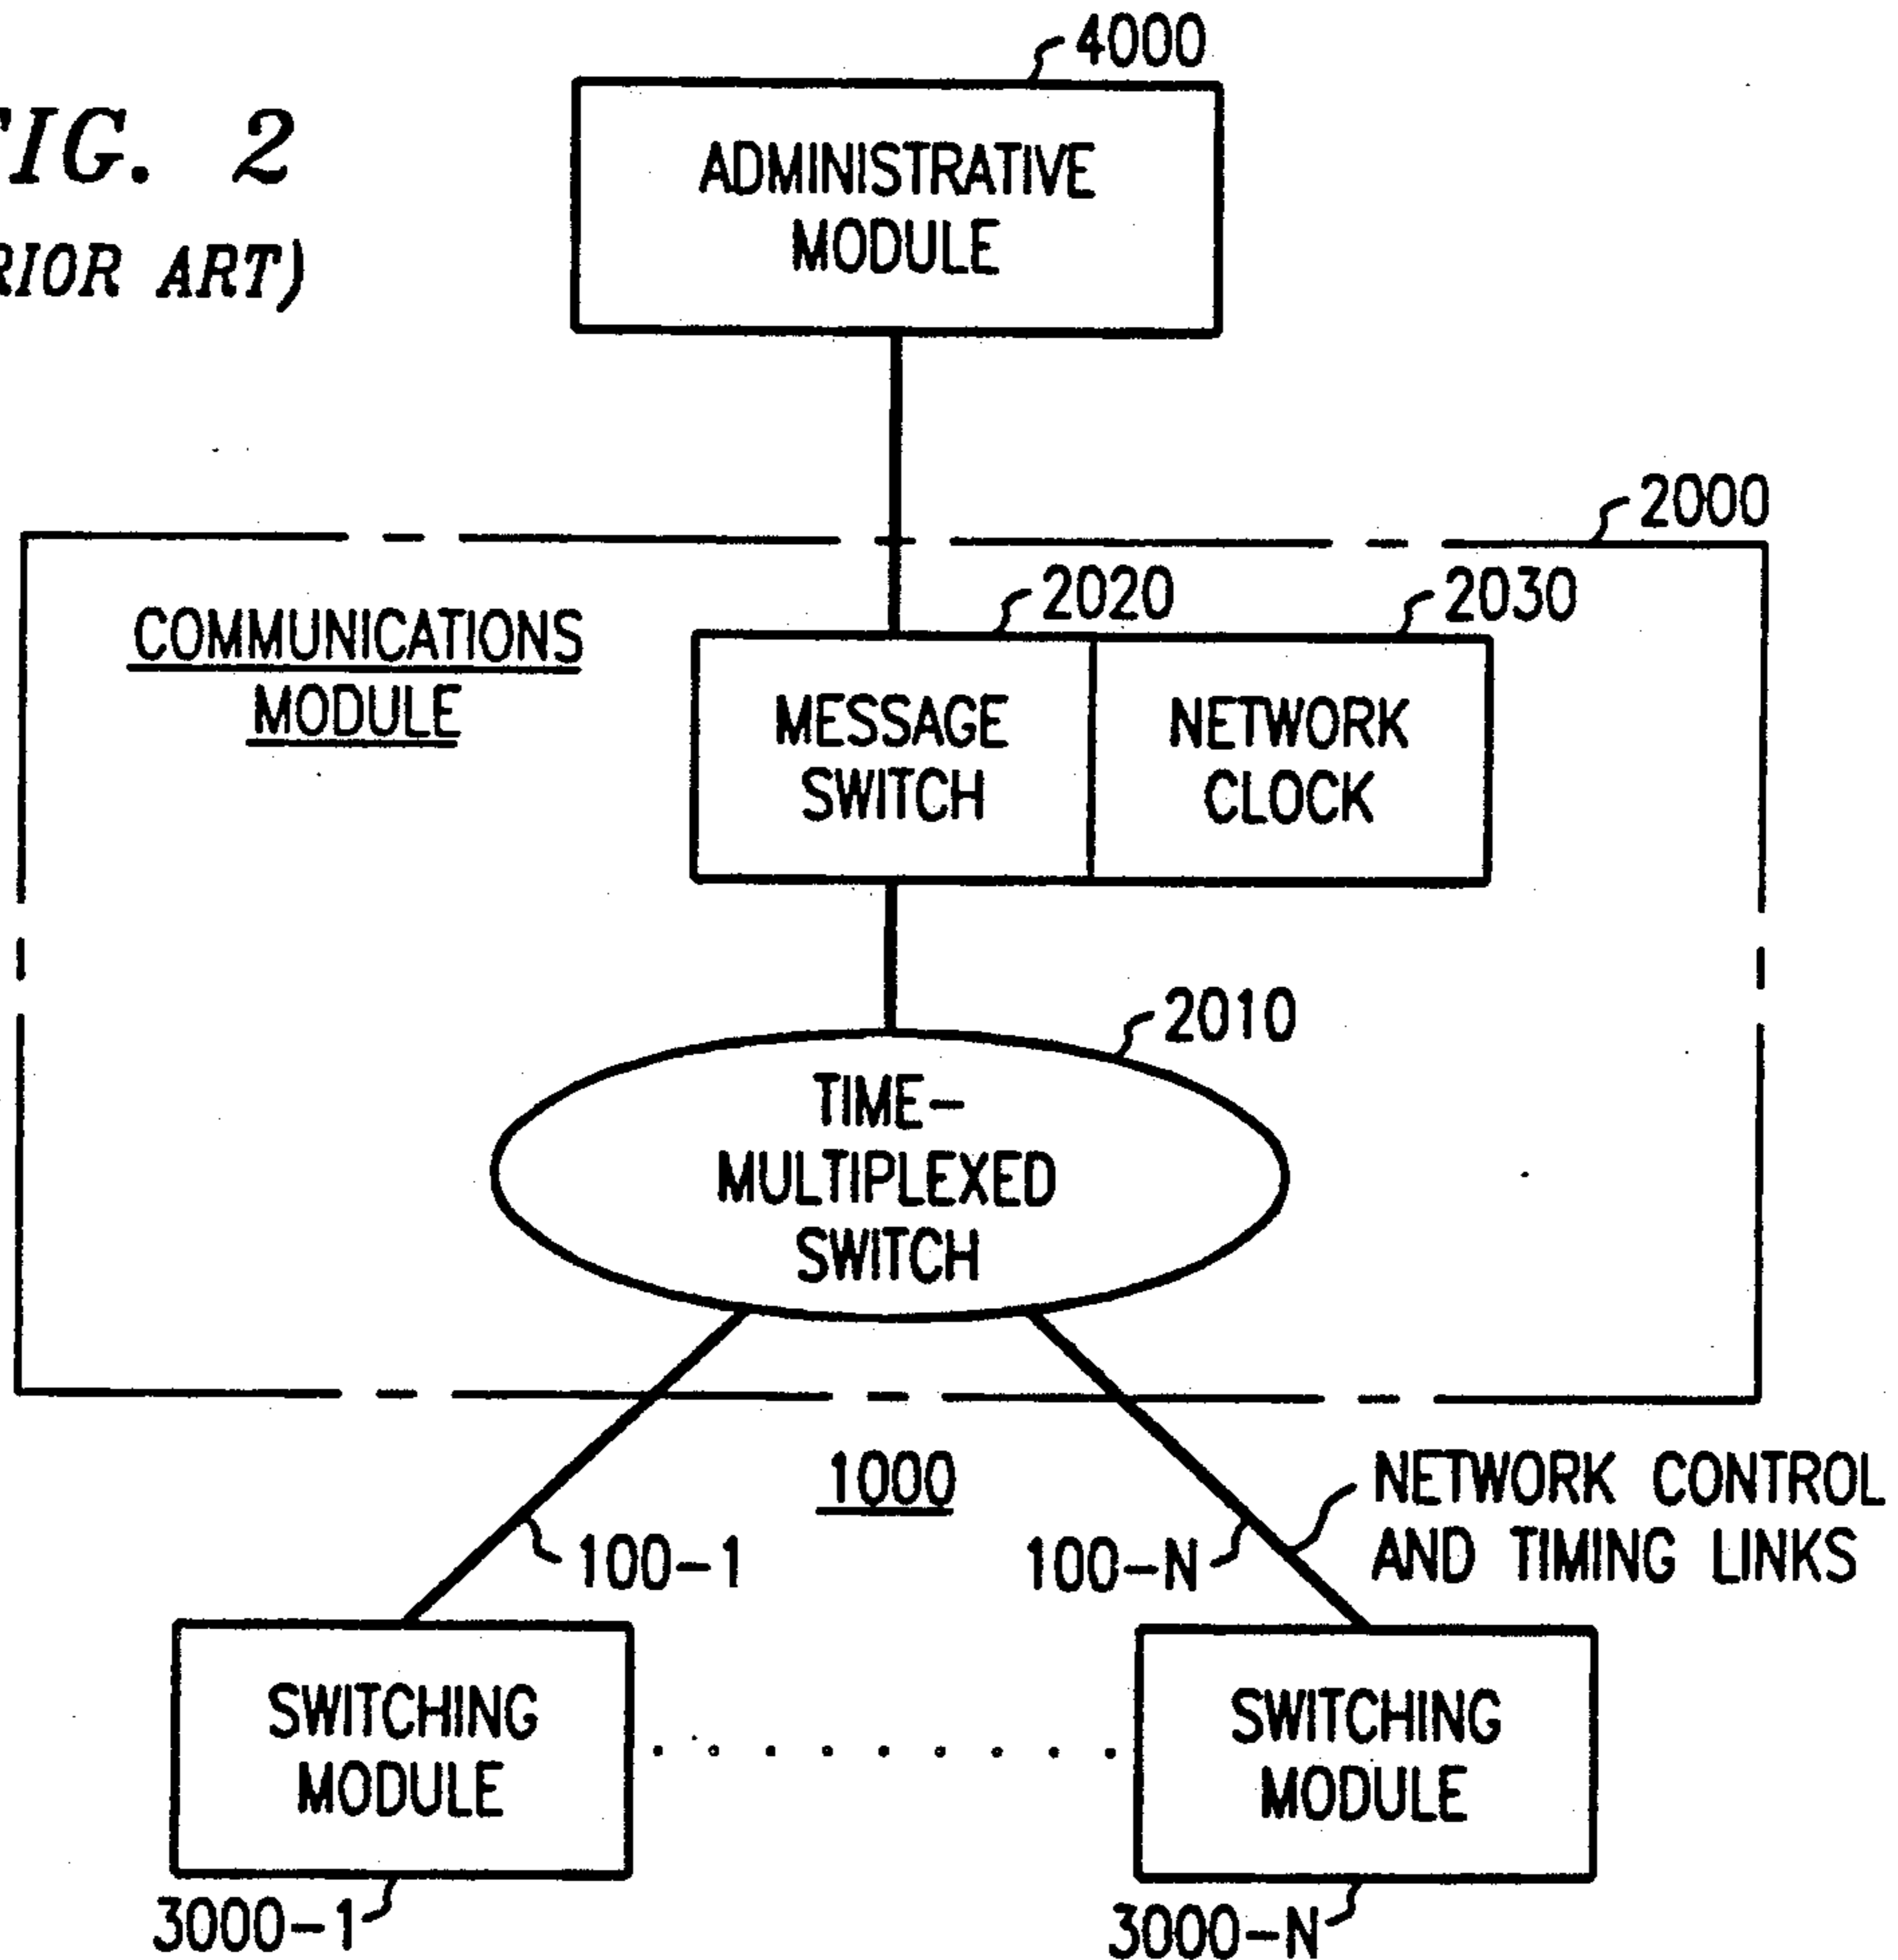 FIG. 2
(PRIOR ART)
4000
ADMINISTRATIVE
MODULE
2000
COMMUNICATIONS
MODULE
2020
2030
MESSAGE
SWITCH
NETWORK
CLOCK
2010
TIME-
MULTIPLEXED
SWITCH
1000
100-1
100-N
NETWORK CONTROL
AND TIMING LINKS
SWITCHING
MODULE
SWITCHING
MODULE
3000-1
3000-N